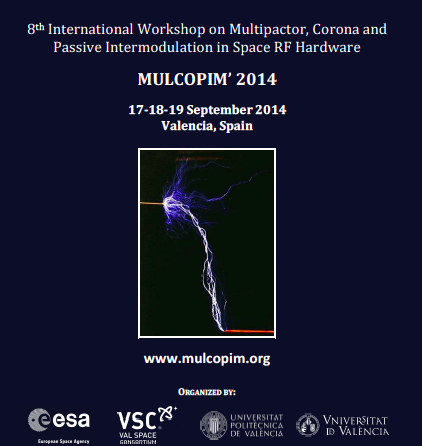 8th International Workshop on Multipactor, Corona and
Passive Intermodulation in Space RF Hardware
MULCOPIM’ 2014
17-18-19 September 2014
Valencia, Spain
www.mulcopim.org
ORGANIZED BY:
esa
European Space Agency
VSC
VAL SPACE
CONSORTIUM
UNIVERSITAT
POLITÈCNICA
DE VALÈNCIA
VNIVERSITAT
ID VALÈNCIA